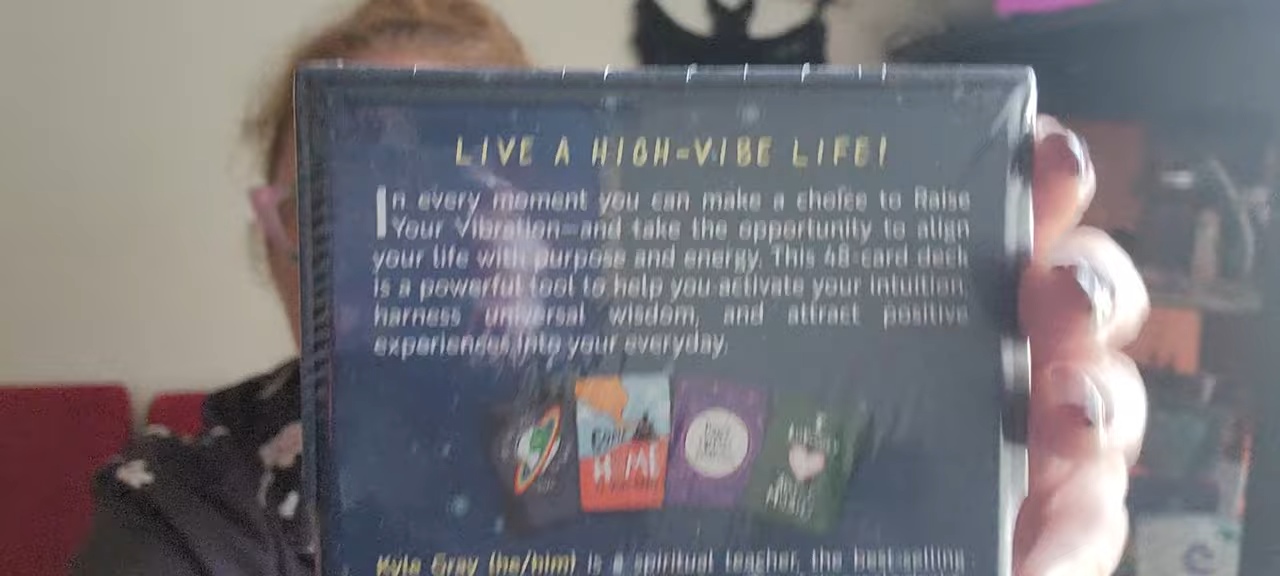 LIVE A HIGH-VIBE LIFE!
In every moment you can make a choice to Raise
Your Vibration—and take the opportunity to align
your life with purpose and energy. This 48-card deck
is a powerful tool to help you activate your intuition,
harness universal wisdom, and attract positive
experiences into your everyday.
HOME
Kyle Gray (he/him) is a spiritual teacher, the best-selling